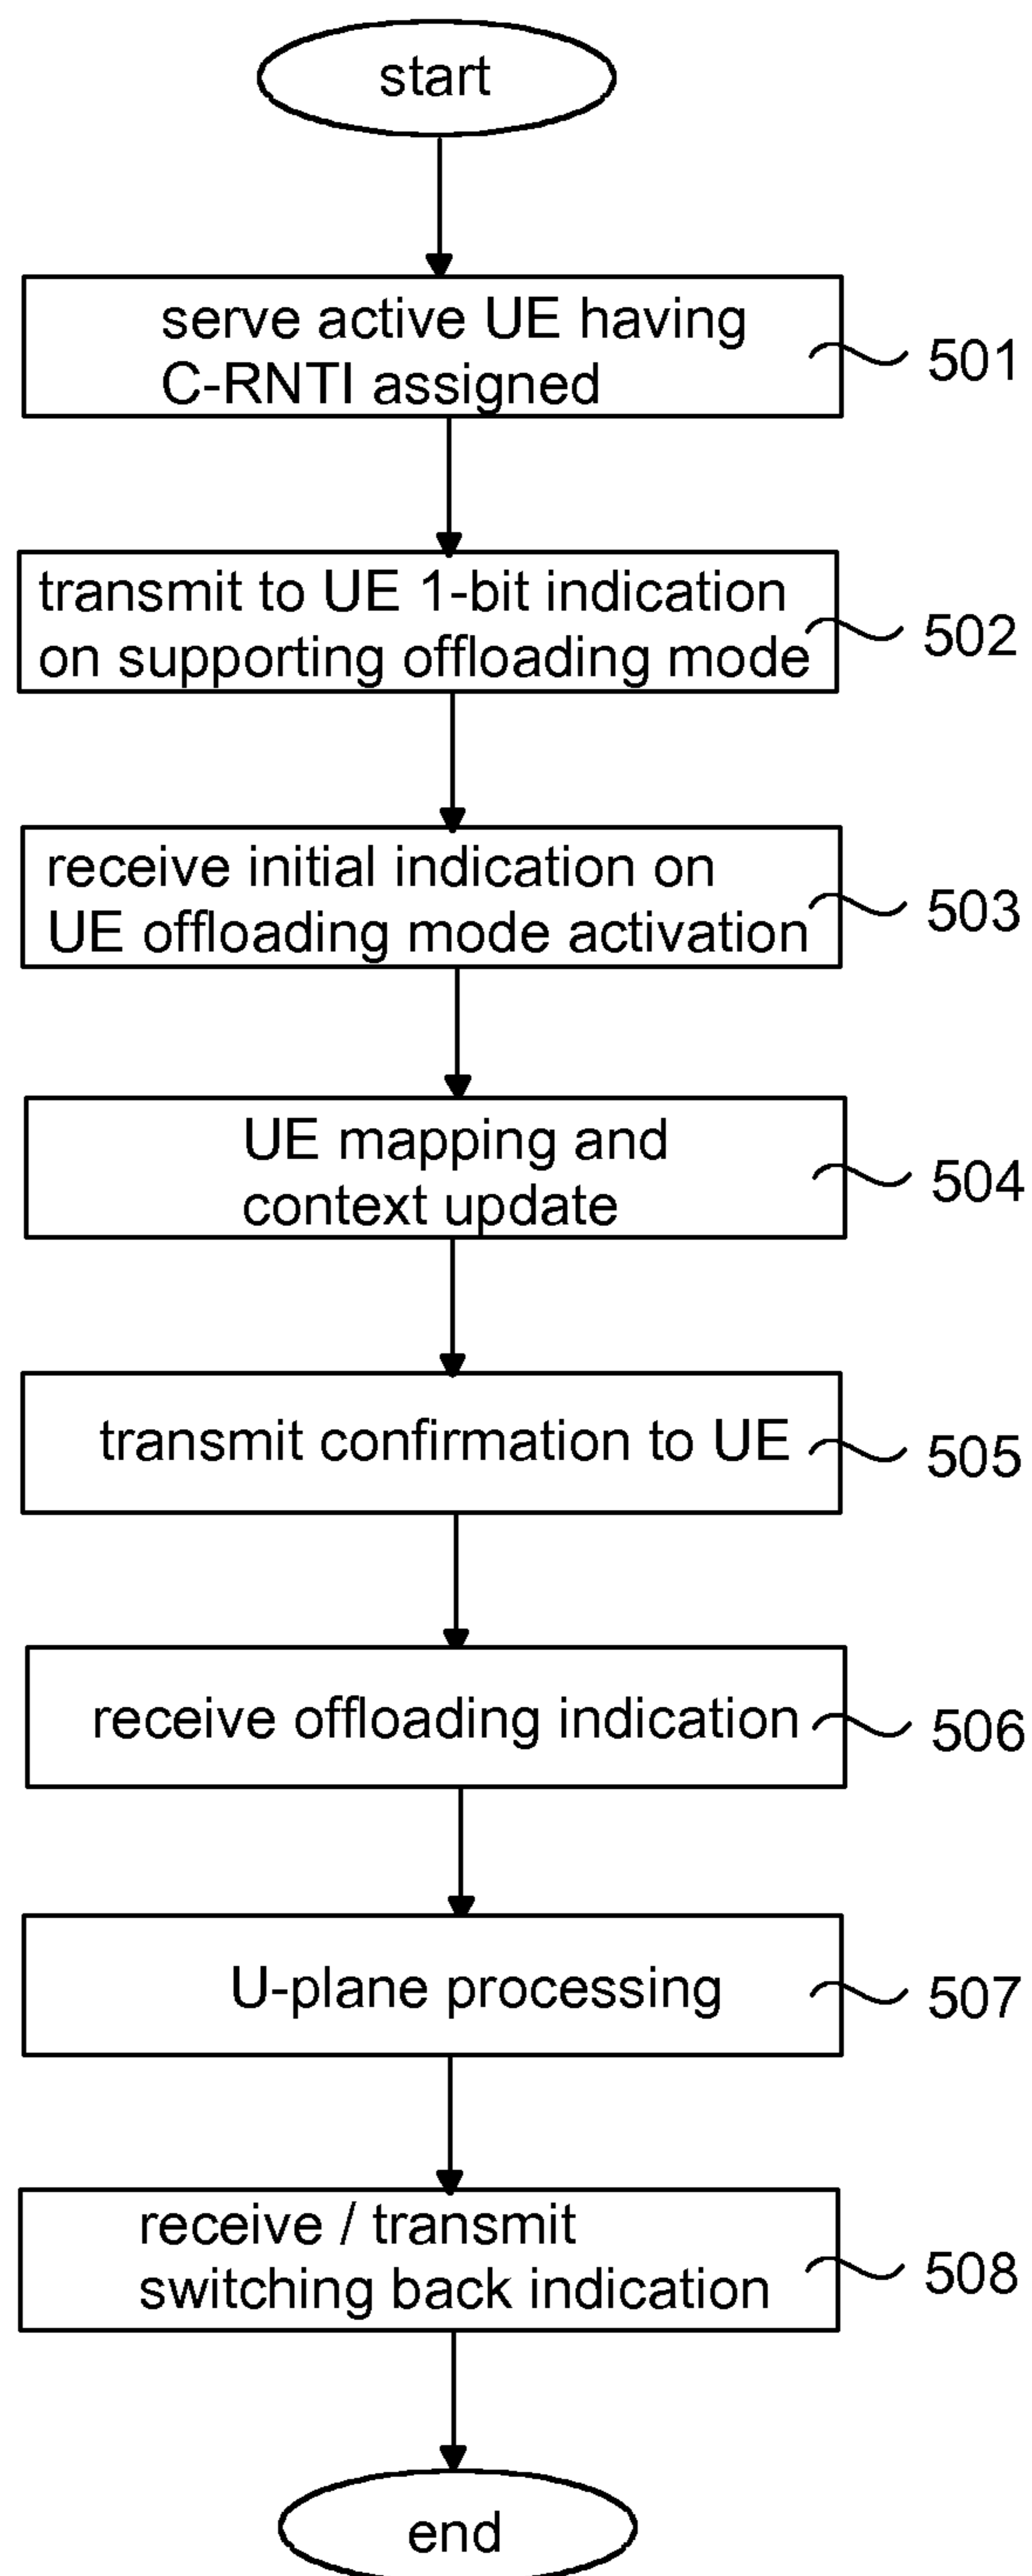 start
serve active UE having
C-RNTI assigned
501
transmit to UE 1-bit indication
on supporting offloading mode
502
receive initial indication on
UE offloading mode activation
503
UE mapping and
context update
504
transmit confirmation to UE
505
receive offloading indication
506
U-plane processing
507
receive / transmit
switching back indication
508
end